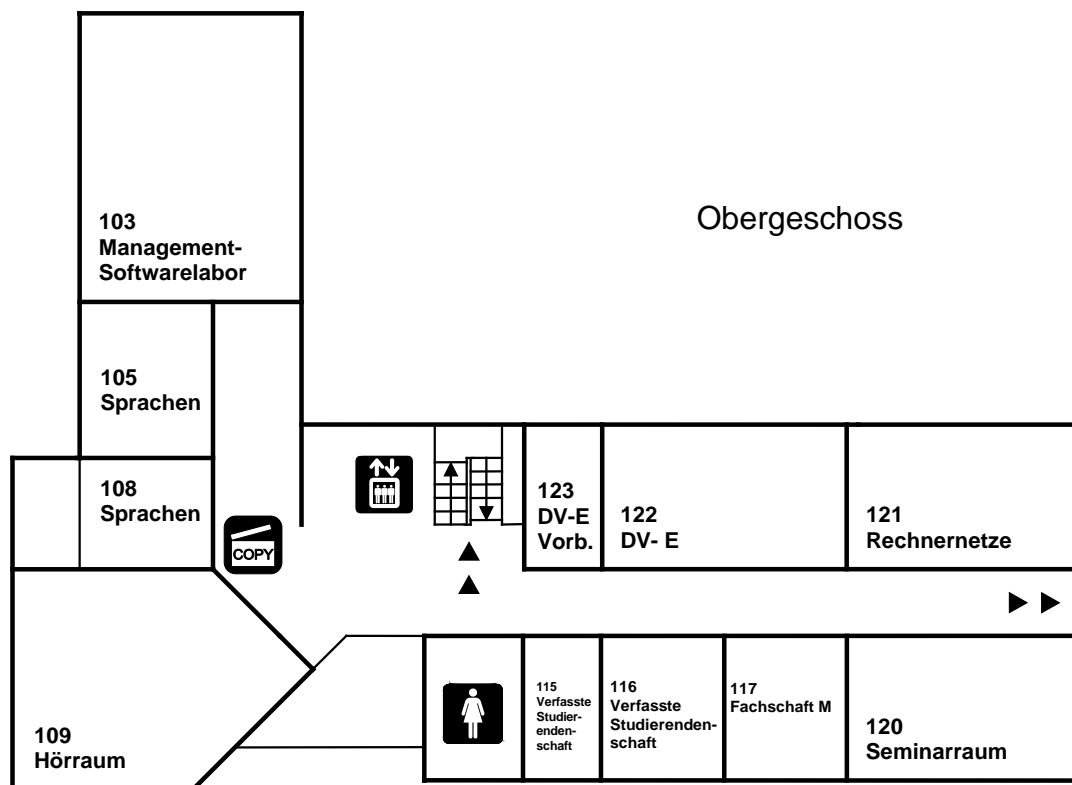 Obergeschoss
103
Management-
Softwarelabor
105
Sprachen
108
Sprachen
COPY
123
DV-E
Vorb.
122
DV- E
121
Rechnernetze
109
Hörraum
115
Verfasste
Studier-
enden-
schaft
116
Verfasste
Studierenden-
schaft
117
Fachschaft M
120
Seminarraum